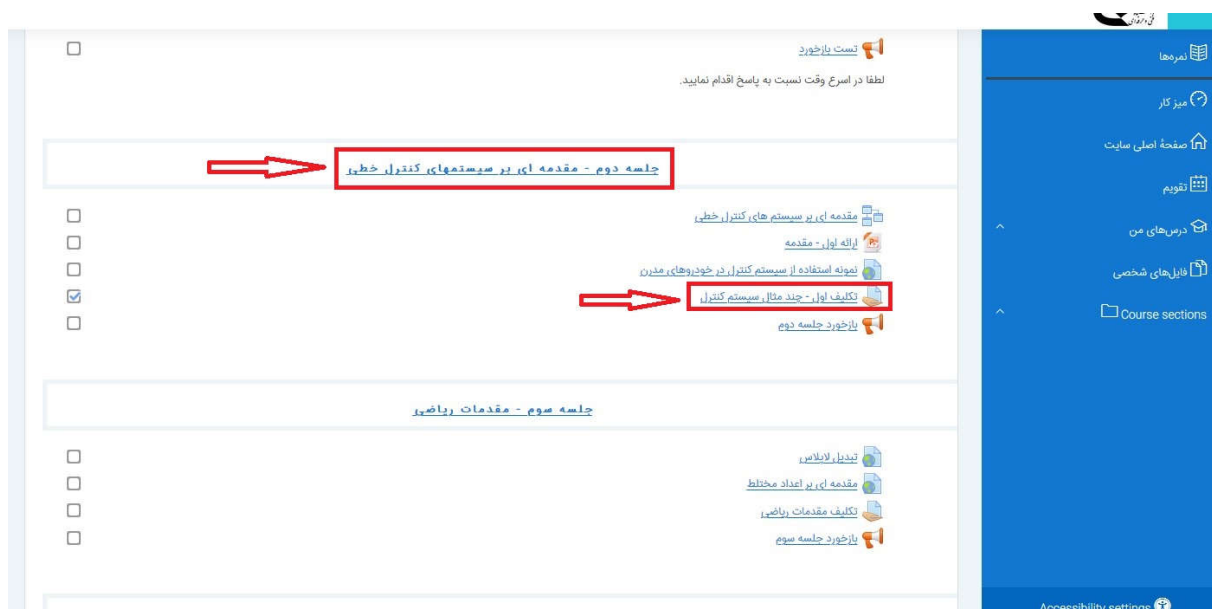 فنی و حرفه‌ای
نمره‌ها
میز کار
صفحهٔ اصلی سایت
تقویم
درس‌های من
فایل‌های شخصی
Course sections
Accessibility settings
تست بازخورد
لطفا در اسرع وقت نسبت به پاسخ اقدام نمایید.
جلسه دوم - مقدمه ای بر سیستمهای کنترل خطی
مقدمه ای بر سیستم های کنترل خطی
ارائه اول - مقدمه
نمونه استفاده از سیستم کنترل در خودروهای مدرن
تکلیف اول - چند مثال سیستم کنترل
بازخورد جلسه دوم
جلسه سوم - مقدمات ریاضی
تبدیل لاپلاس
مقدمه ای بر اعداد مختلط
تکلیف مقدمات ریاضی
بازخورد جلسه سوم